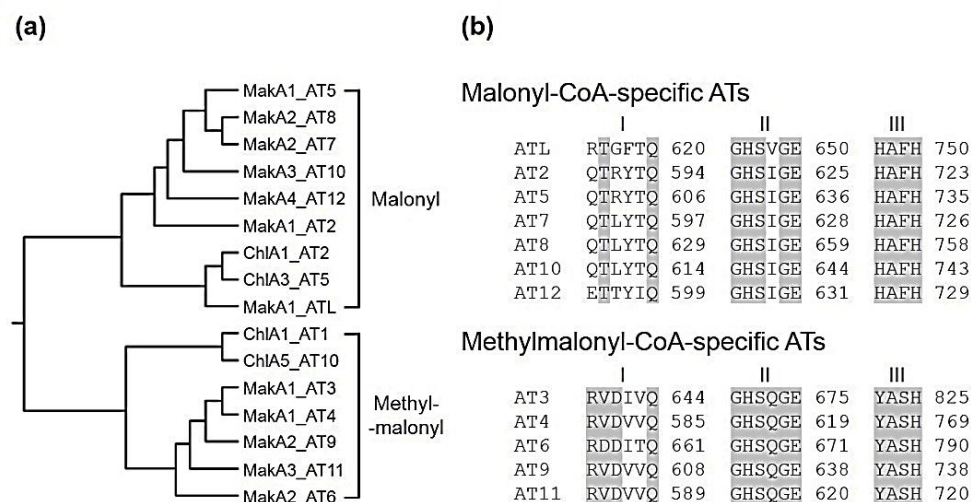 (a)
MakA1_AT5
MakA2_AT8
MakA2_AT7
MakA3_AT10
MakA4_AT12
MakA1_AT2
ChlA1_AT2
ChlA3_AT5
MakA1_ATL
Malonyl
ChlA1_AT1
ChlA5_AT10
MakA1_AT3
MakA1_AT4
MakA2_AT9
MakA3_AT11
MakA2_AT6
Methyl-
-malonyl
(b)
Malonyl-CoA-specific ATs
I II III
ATL RTGFTQ 620 GHSVGE 650 HAFH 750
AT2 QTRYTQ 594 GHSIGE 625 HAFH 723
AT5 QTRYTQ 606 GHSIGE 636 HAFH 735
AT7 QTLYTQ 597 GHSIGE 628 HAFH 726
AT8 QTLYTQ 629 GHSIGE 659 HAFH 758
AT10 QTLYTQ 614 GHSIGE 644 HAFH 743
AT12 ETTYIQ 599 GHSIGE 631 HAFH 729
Methylmalonyl-CoA-specific ATs
I II III
AT3 RVDIVQ 644 GHSQGE 675 YASH 825
AT4 RVDVVQ 585 GHSQGE 619 YASH 769
AT6 RDDITQ 661 GHSQGE 671 YASH 790
AT9 RVDVVQ 608 GHSQGE 638 YASH 738
AT11 RVDVVQ 589 GHSQGE 620 YASH 720